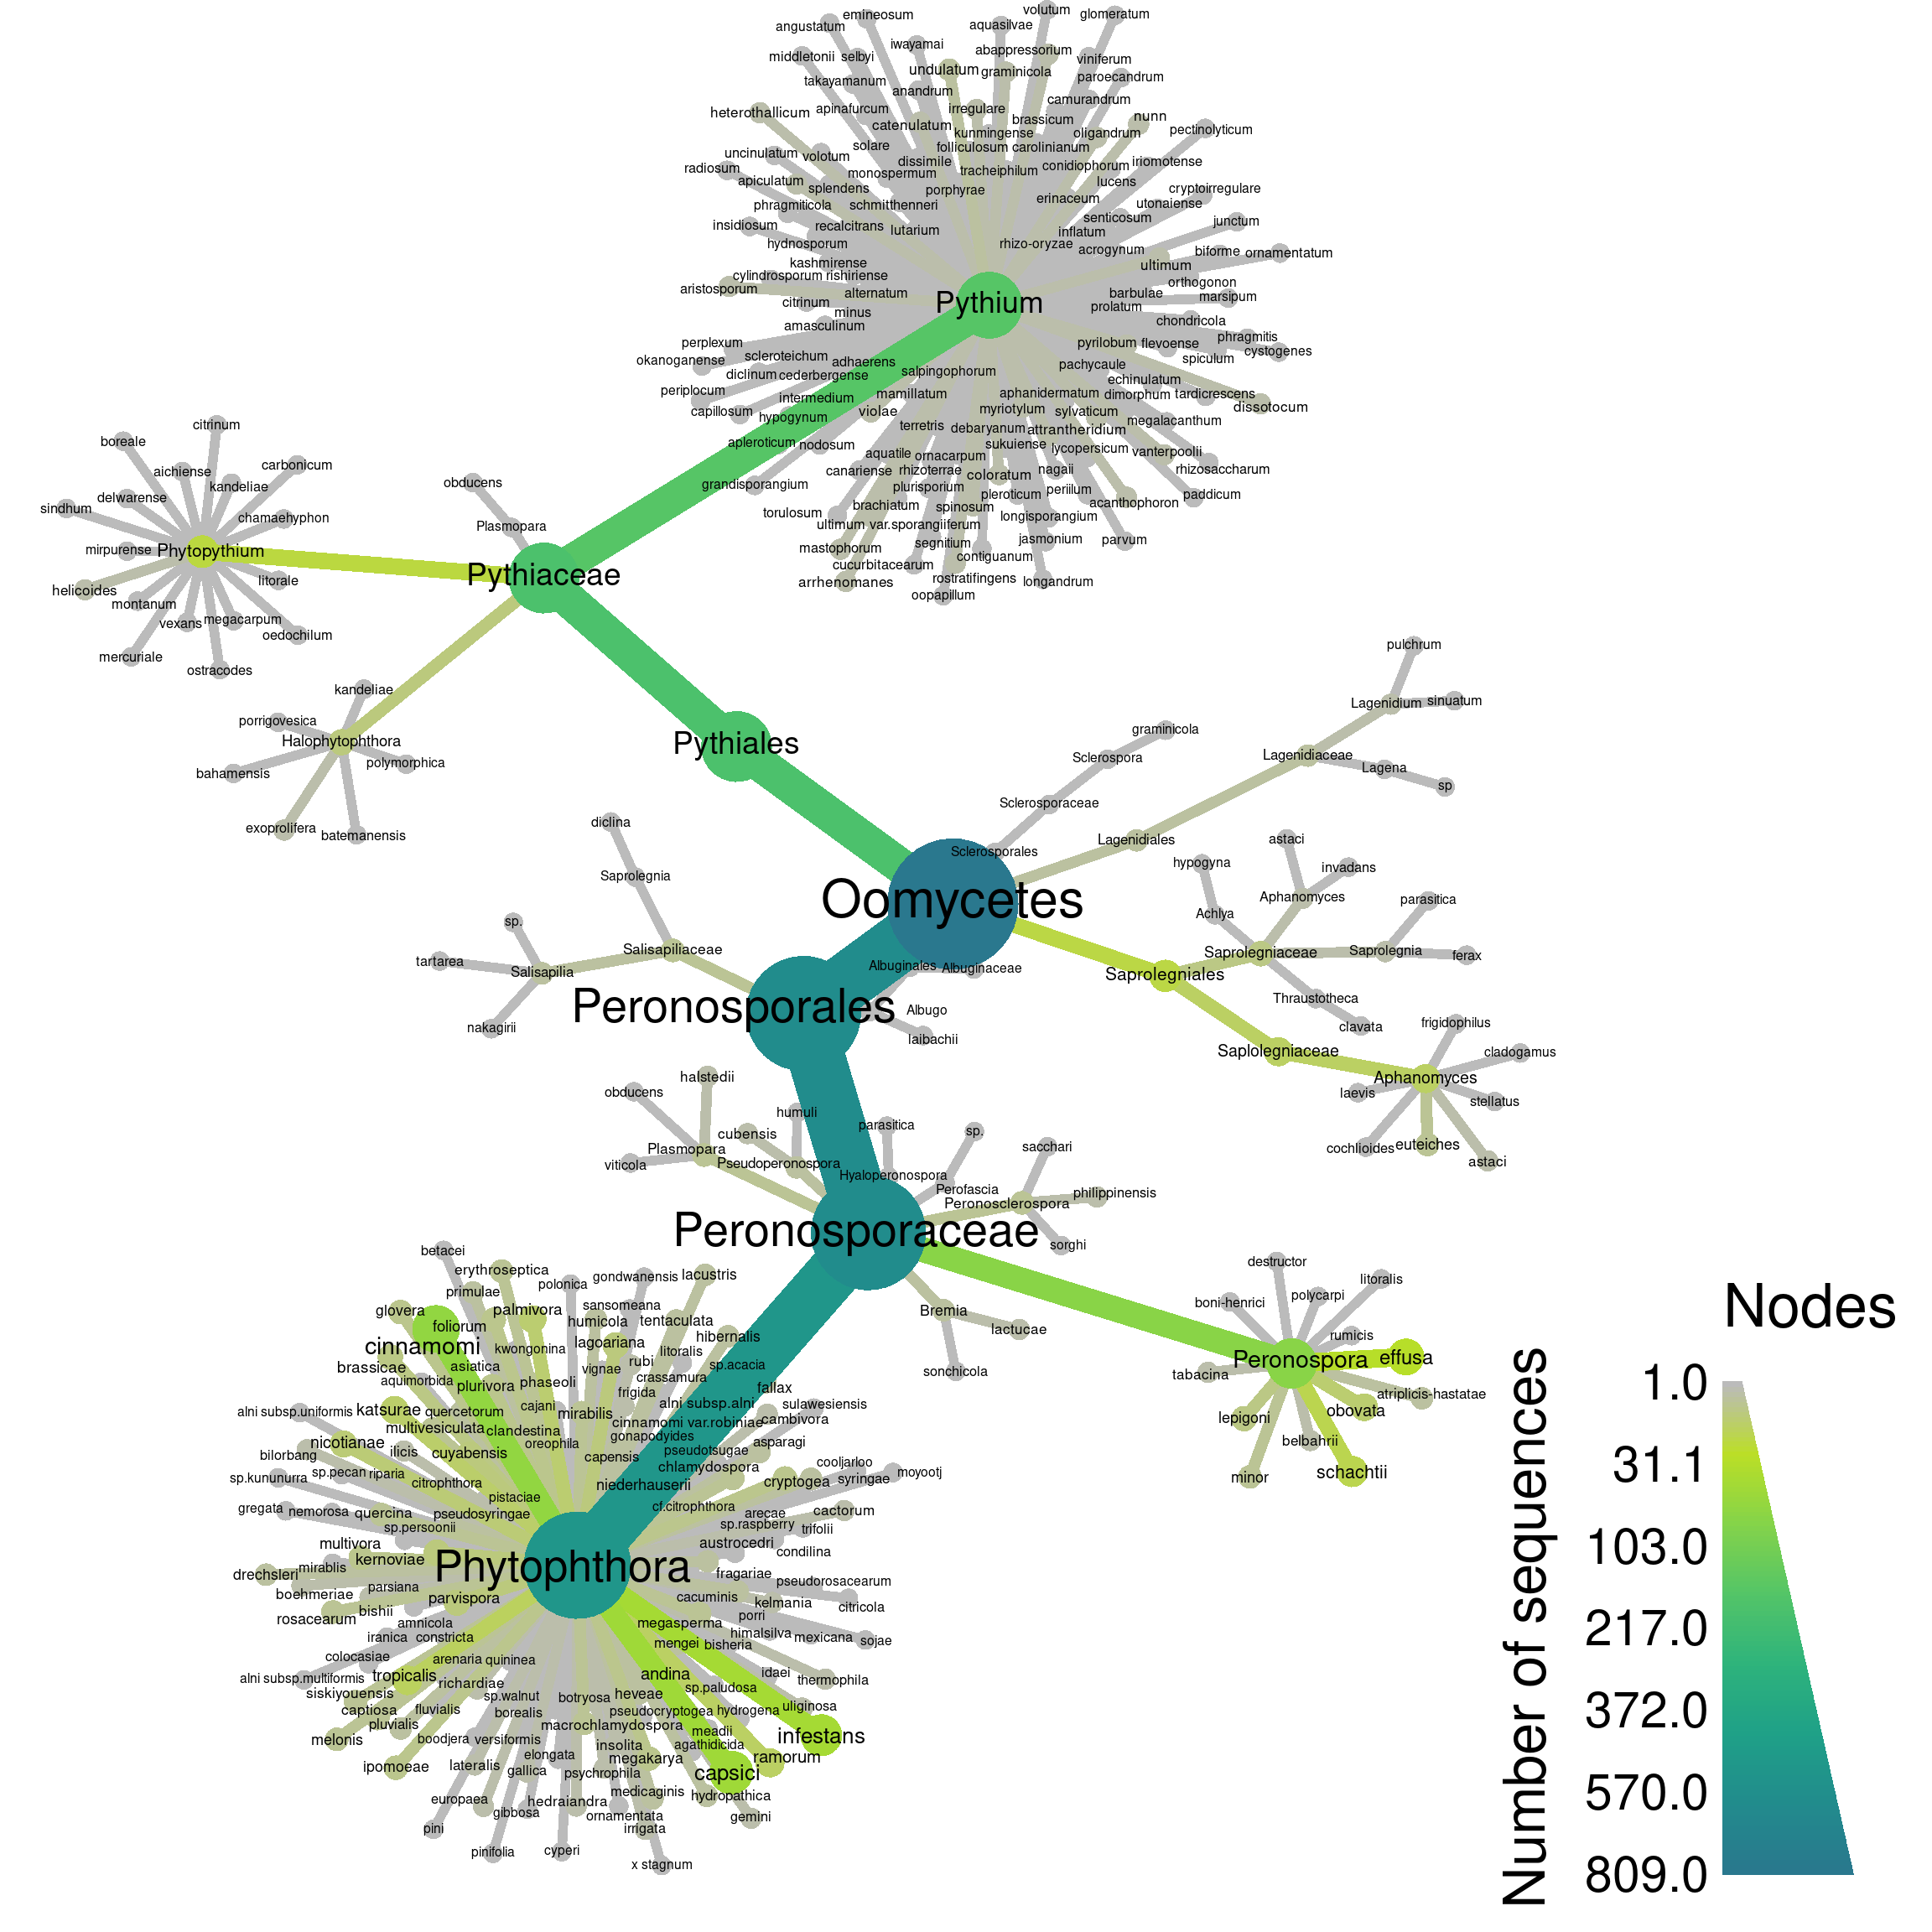 volutum
emineosum
glomeratum
angustatum
aquasilvae
iwayamai
abappressorium
middletonii
selbyi
viniferum
undulatum
graminicola
paroecandrum
takayamanum
anandrum
camurandrum
heterothallicum
apinafurcum
irregulare
brassicum
nunn
catenulatum
kunmingense
oligandrum
pectinolyticum
solare
folliculosum
carolinianum
uncinulatum
volotum
dissimile
conidiophorum
iriomotense
radiosum
monospermum
tracheiphilum
apiculatum
splendens
porphyrae
lucens
cryptoirregulare
erinaceum
utonaiense
phragmiticola
schmitthenneri
senticosum
junctum
insidiosum
recalcitrans
lutarium
inflatum
hydnosporum
rhizo-oryzae
acrogynum
biforme
ornamentatum
kashmirense
ultimum
cylindrosporum
rishiriense
orthogonon
aristosporum
alternatum
barbulae
marsipum
citrinum
Pythium
prolatum
minus
chondricola
amasculinum
phragmitis
perplexum
pyrilobum
flevoense
cystogenes
okanoganense
scleroteichum
adhaerens
spiculum
diclinum
cederbergense
salpingophorum
pachycaule
echinulatum
periplocum
intermedium
mamillatum
aphanidermatum
dimorphum
tardicrescens
capillosum
hypogynum
violae
myriotylum
sylvaticum
dissotocum
terretris
debaryanum
attrantheridium
megalacanthum
apleroticum
nodosum
sukuiense
lycopersicum
vanterpoolii
aquatile
ornacarpum
canariense
rhizoterrae
coloratum
nagaii
rhizosaccharum
grandisporangium
plurisporium
pleroticum
periilum
paddicum
torulosum
brachiatum
spinosum
acanthophoron
longisporangium
ultimum var.sporangiiferum
mastophorum
segnitium
jasmonium
parvum
cucurbitacearum
contiguanum
arrhenomanes
rostratifingens
longandrum
oopapillum
citrinum
boreale
carbonicum
aichiense
kandeliae
delwarense
sindhum
chamaehyphon
mirpurense
Phytopythium
helicoides
litorale
montanum
vexans
megacarpum
oedochilum
mercuriale
ostracodes
obducens
Plasmopara
Pythiaceae
kandeliae
porrigovesica
Halophytophthora
polymorphica
bahamensis
exoprolifera
batemanensis
Pythiales
pulchrum
Lagenidium
sinuatum
graminicola
Sclerospora
Lagenidiaceae
Lagena
sp
Sclerosporaceae
Lagenidiales
Sclerosporales
diclina
Saprolegnia
Oomycetes
astaci
hypogyna
invadans
Aphanomyces
parasitica
Achlya
Saprolegniaceae
Saprolegnia
ferax
Saprolegniales
Thraustotheca
clavata
sp.
Salisapiliaceae
tartarea
Salisapilia
nakagirii
Albuginales
Albuginaceae
Peronosporales
Albugo
laibachii
frigidophilus
Saplolegniaceae
cladogamus
Aphanomyces
laevis
stellatus
cochlioides
euteiches
astaci
halstedii
obducens
humuli
cubensis
parasitica
sp.
Plasmopara
Pseudoperonospora
sacchari
viticola
Hyaloperonospora
Perofascia
Peronosclerospora
philippinensis
Peronosporaceae
sorghi
Bremia
lactucae
sonchicola
destructor
litoralis
boni-henrici
polycarpi
rumicis
Peronospora
effusa
tabacina
atriplicis-hastatae
lepigoni
obovata
belbahrii
minor
schachtii
betacei
erythroseptica
polonica
gondwanensis
lacustris
primulae
glovera
palmivora
sansomeana
foliorum
humicola
tentaculata
cinnamomi
kwongonina
lagoariana
hibernalis
brassicae
asiatica
vignae
rubi
litoralis
sp.acacia
aquimorbida
plurivora
phaseoli
crassamura
frigida
fallax
alni subsp.uniformis
katsurae
quercetorum
cajani
mirabilis
alni subsp.alni
sulawesiensis
multivesiculata
clandestina
cinnamomi var.robiniae
cambivora
nicotianae
oreophila
gonapodyides
asparagi
bilorbang
ilicis
cuyabensis
capensis
pseudotsugae
sp.kununurra
sp.pecan
riparia
chlamydospora
cooljarloo
citrophthora
niederhauserii
cryptogea
syringae
moyootj
gregata
nemorosa
quercina
pistaciae
cf.citrophthora
cactorum
pseudosyringae
arecae
sp.persoonii
sp.raspberry
trifolii
multivora
austrocedri
condilina
kernoviae
Phytophthora
drechsleri
mirablis
fragariae
pseudorosacearum
boehmeriae
parsiana
parvispora
cacuminis
kelmania
citricola
rosacearum
bishii
porri
amnicola
megasperma
himalsilva
mexicana
sojae
iranica
constricta
mengei
bisheria
colocasiae
arenaria
quininea
andina
idaei
thermophila
alni subsp.multiformis
tropicalis
richardiae
sp.paludosa
siskiyouensis
sp.walnut
botryosa
heveae
uliginosa
captiosa
fluvialis
borealis
pseudocryptogea
hydrogena
pluvialis
macrochlamydospora
meadii
infestans
melonis
boodjera
versiformis
insolita
agathidicida
elongata
megakarya
ramorum
ipomoeae
lateralis
gallica
psychrophila
capsici
medicaginis
hydropathica
europaea
hedraiandra
gibbosa
ornamentata
gemini
pini
irrigata
pinifolia
cyperi
x stagnum
Nodes
Number of sequences
1.0
31.1
103.0
217.0
372.0
570.0
809.0